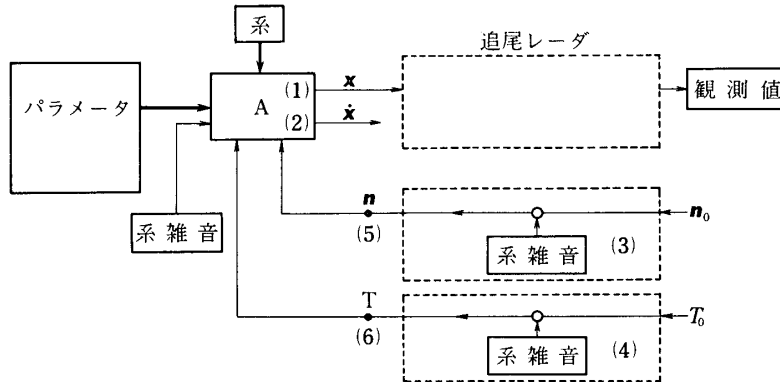 系
追尾レーダ
パラメータ
A
(1)
x
(2)
ẋ
観測値
系雑音
n
(5)
n₀
系雑音
(3)
T
(6)
T₀
系雑音
(4)